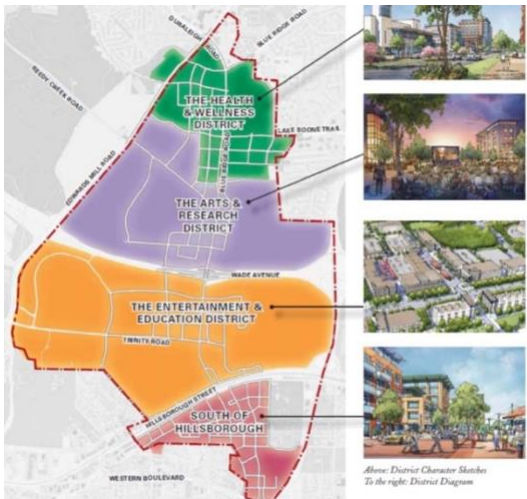 DURALEIGH ROAD
BLUE RIDGE ROAD
REEDY CREEK ROAD
THE HEALTH
& WELLNESS
DISTRICT
LAKE BOONE TRAIL
EDWARDS MILL ROAD
BLUE RIDGE ROAD
THE ARTS &
RESEARCH
DISTRICT
WADE AVENUE
THE ENTERTAINMENT &
EDUCATION DISTRICT
TRINITY ROAD
HILLSBOROUGH STREET
SOUTH OF
HILLSBOROUGH
WESTERN BOULEVARD
Above: District Character Sketches
To the right: District Diagram